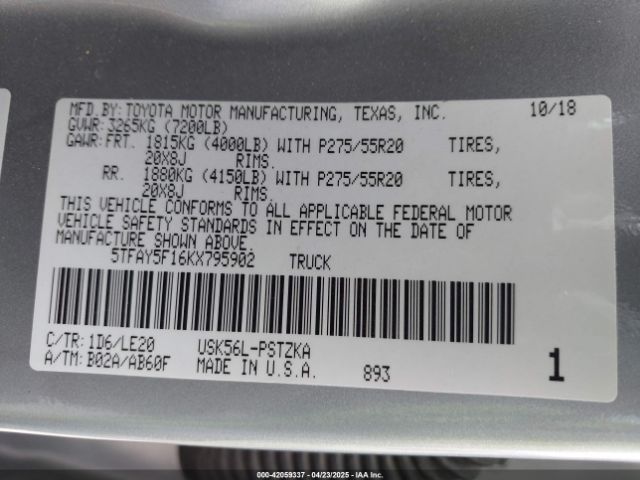 MFD.BY:TOYOTA MOTOR MANUFACTURING, TEXAS, INC. 10/18
GVWR:3265KG (7200LB)
GAWR:FRT. 1815KG (4000LB) WITH P275/55R20 TIRES,
20X8J RIMS.
RR. 1880KG (4150LB) WITH P275/55R20 TIRES,
20X8J RIMS.
THIS VEHICLE CONFORMS TO ALL APPLICABLE FEDERAL MOTOR
VEHICLE SAFETY STANDARDS IN EFFECT ON THE DATE OF
MANUFACTURE SHOWN ABOVE.
5TFAY5F16KX795902 TRUCK
C/TR:1D6/LE20 USK56L-PSTZKA
A/TM:B02A/AB60F MADE IN U.S.A. 893 1
000-42059337 - 04/23/2025 - IAA Inc.